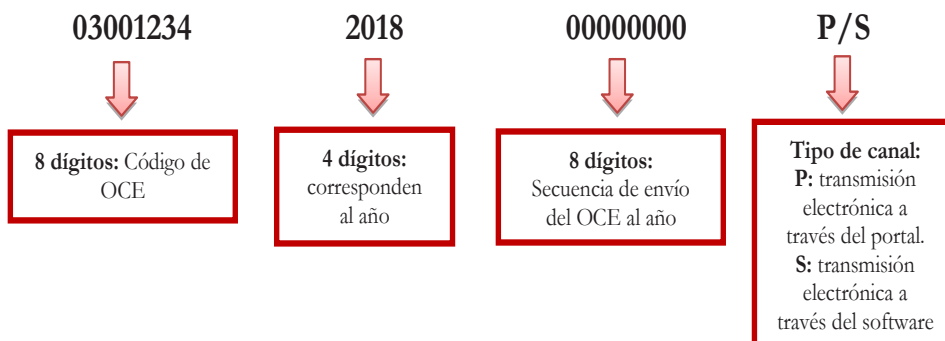 03001234 2018 00000000 P/S
8 dígitos: Código de
OCE
4 dígitos:
corresponden
al año
8 dígitos:
Secuencia de envío
del OCE al año
Tipo de canal:
P: transmisión
electrónica a
través del portal.
S: transmisión
electrónica a
través del software